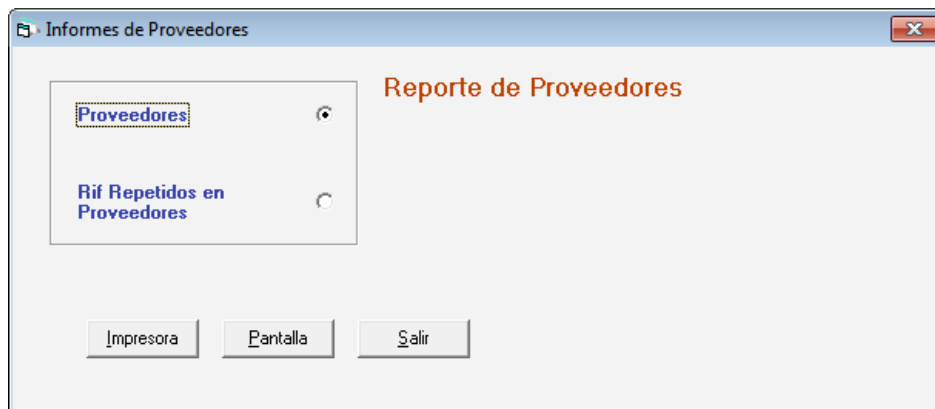 Informes de Proveedores
Reporte de Proveedores
Proveedores
Rif Repetidos en
Proveedores
Impresora
Pantalla
Salir